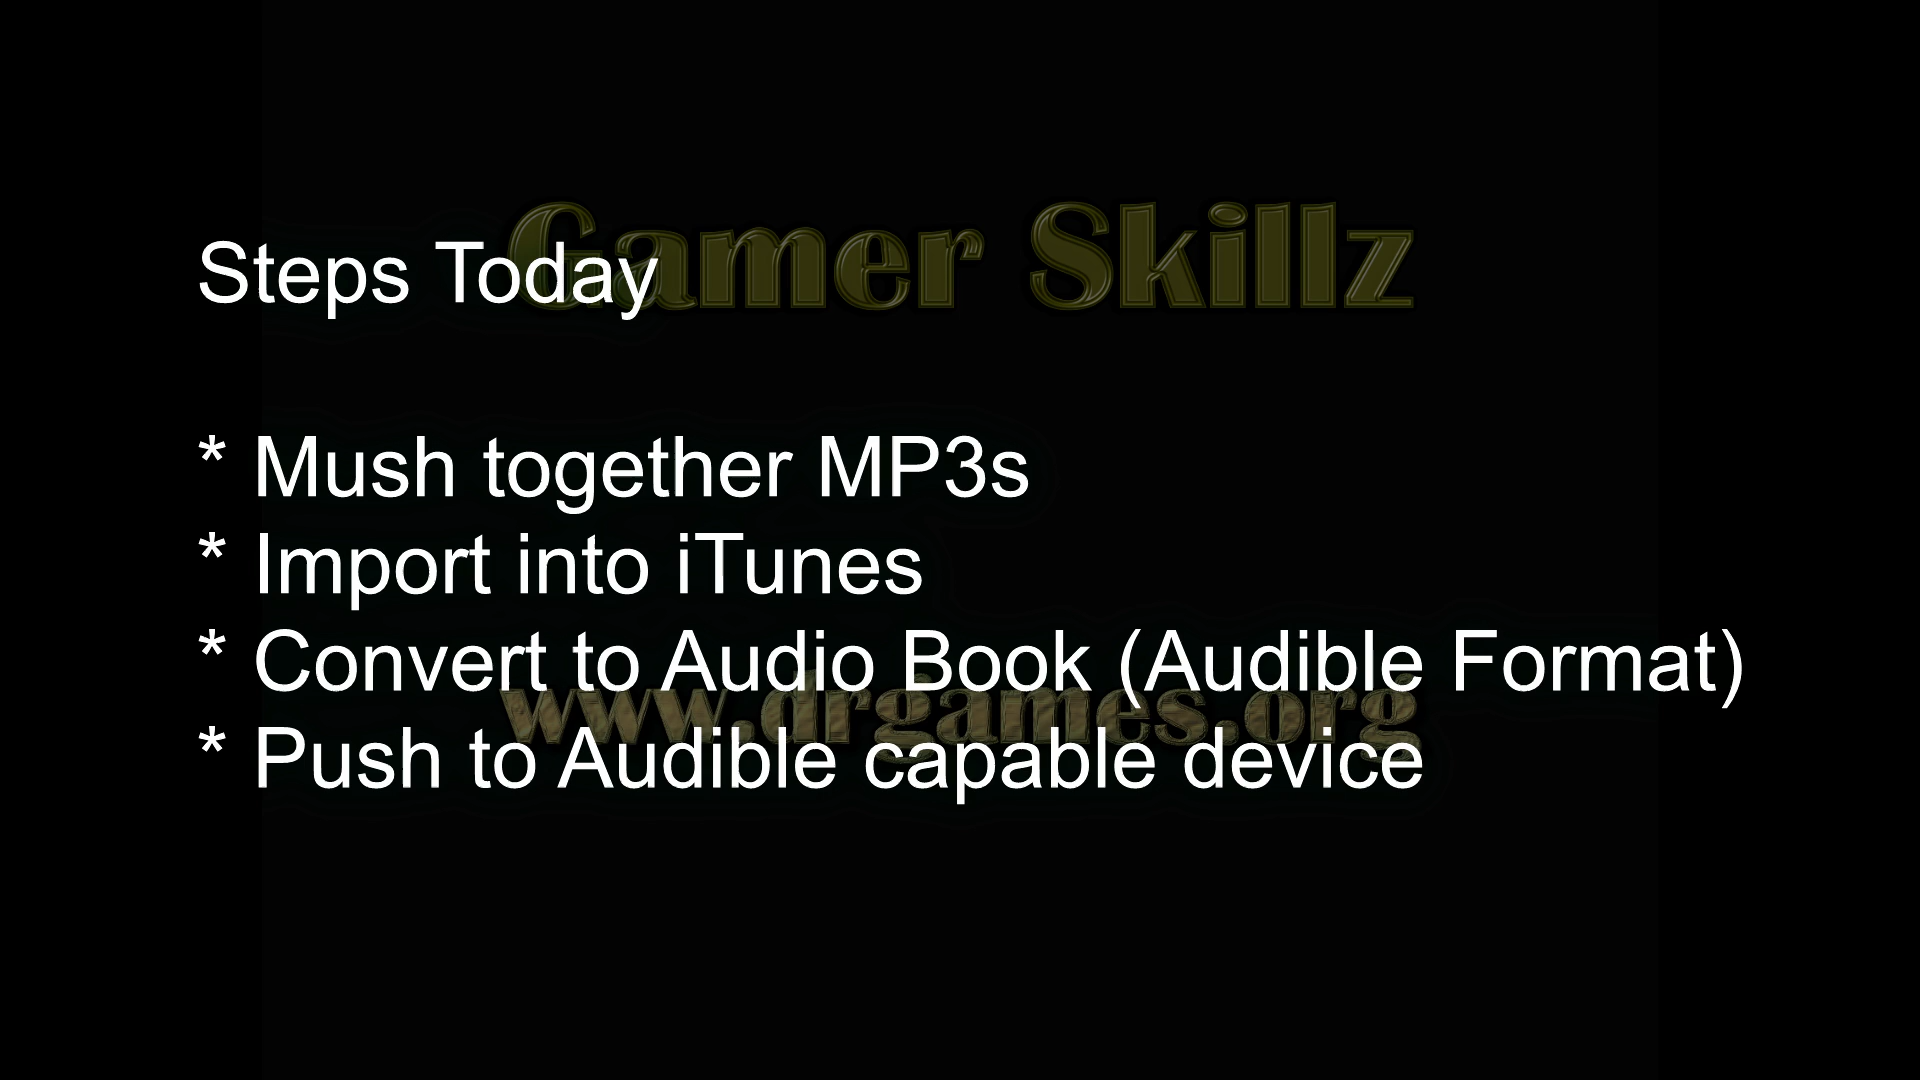 Gamer Skillz
Steps Today
* Mush together MP3s
* Import into iTunes
* Convert to Audio Book (Audible Format)
www.drgames.org
* Push to Audible capable device